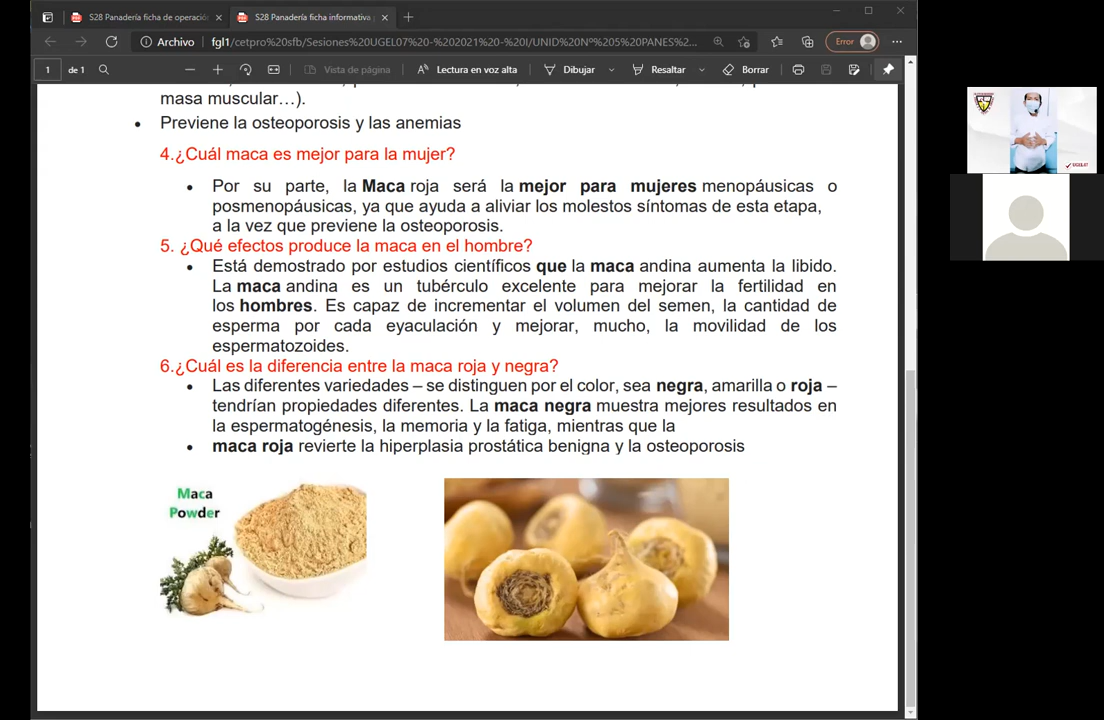 S28 Panadería ficha de operació
S28 Panadería ficha informativa
Archivo
fgl1/cetpro%20sfb/Sesiones%20UGEL07%20-%202021%20-%20I/UNID%20Nº%205%20PANES%2...
Error
1 de 1
Vista de página
Lectura en voz alta
Dibujar
Resaltar
Borrar
masa muscular…).
• Previene la osteoporosis y las anemias
4.¿Cuál maca es mejor para la mujer?
• Por su parte, la Maca roja será la mejor para mujeres menopáusicas o
posmenopáusicas, ya que ayuda a aliviar los molestos síntomas de esta etapa,
a la vez que previene la osteoporosis.
5. ¿Qué efectos produce la maca en el hombre?
• Está demostrado por estudios científicos que la maca andina aumenta la libido.
La maca andina es un tubérculo excelente para mejorar la fertilidad en
los hombres. Es capaz de incrementar el volumen del semen, la cantidad de
esperma por cada eyaculación y mejorar, mucho, la movilidad de los
espermatozoides.
6.¿Cuál es la diferencia entre la maca roja y negra?
• Las diferentes variedades – se distinguen por el color, sea negra, amarilla o roja –
tendrían propiedades diferentes. La maca negra muestra mejores resultados en
la espermatogénesis, la memoria y la fatiga, mientras que la
• maca roja revierte la hiperplasia prostática benigna y la osteoporosis
Maca
Powder